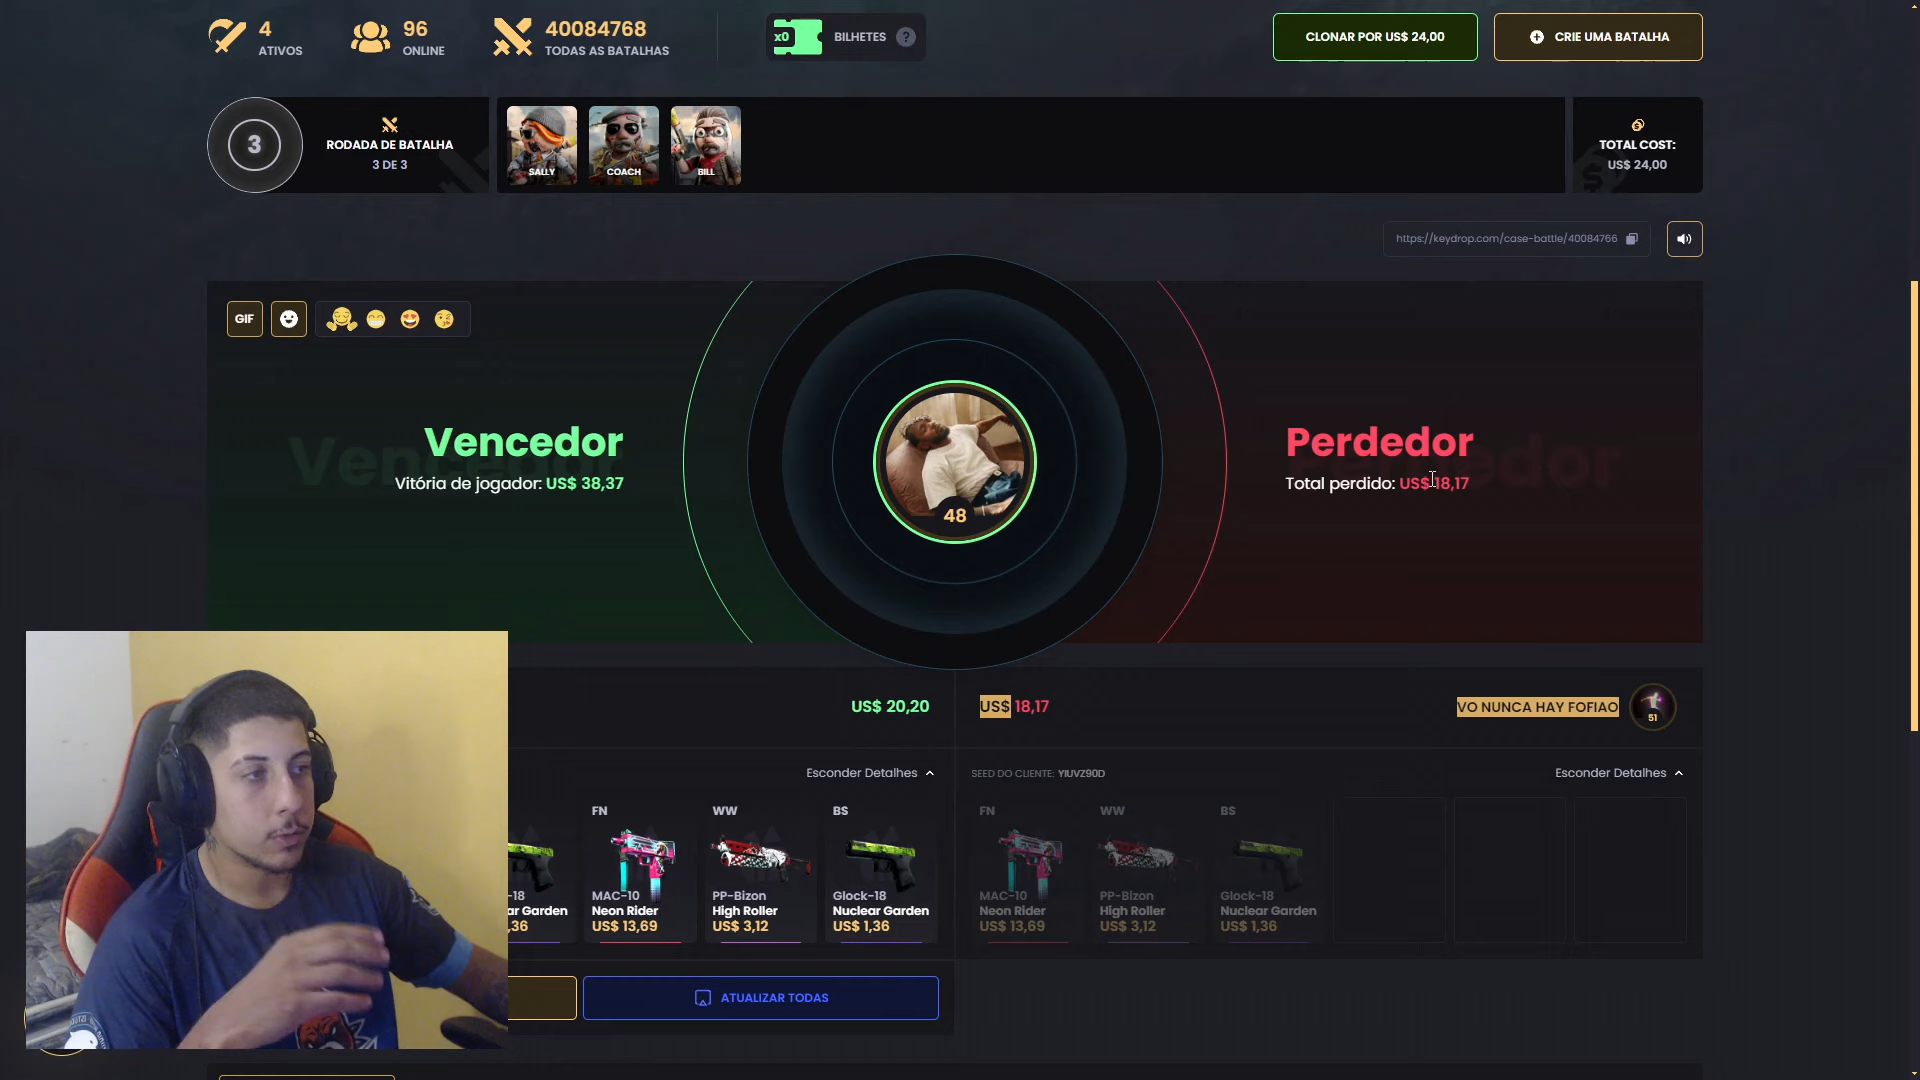 4
ATIVOS
96
ONLINE
40084768
TODAS AS BATALHAS
x0
BILHETES
?
CLONAR POR US$ 24,00
CRIE UMA BATALHA
3
RODADA DE BATALHA
3 DE 3
SALLY
COACH
BILL
TOTAL COST:
US$ 24,00
https://keydrop.com/case-battle/40084766
GIF
Vencedor
Vitória de jogador: US$ 38,37
48
Perdedor
Total perdido: US$ 18,17
US$ 20,20
US$ 18,17
VO NUNCA HAY FOFIAO
51
Esconder Detalhes
SEED DO CLIENTE: YIUVZ90D
Esconder Detalhes
FN
WW
BS
FN
WW
BS
-18
ar Garden
,36
MAC-10
Neon Rider
US$ 13,69
PP-Bizon
High Roller
US$ 3,12
Glock-18
Nuclear Garden
US$ 1,36
MAC-10
Neon Rider
US$ 13,69
PP-Bizon
High Roller
US$ 3,12
Glock-18
Nuclear Garden
US$ 1,36
ATUALIZAR TODAS